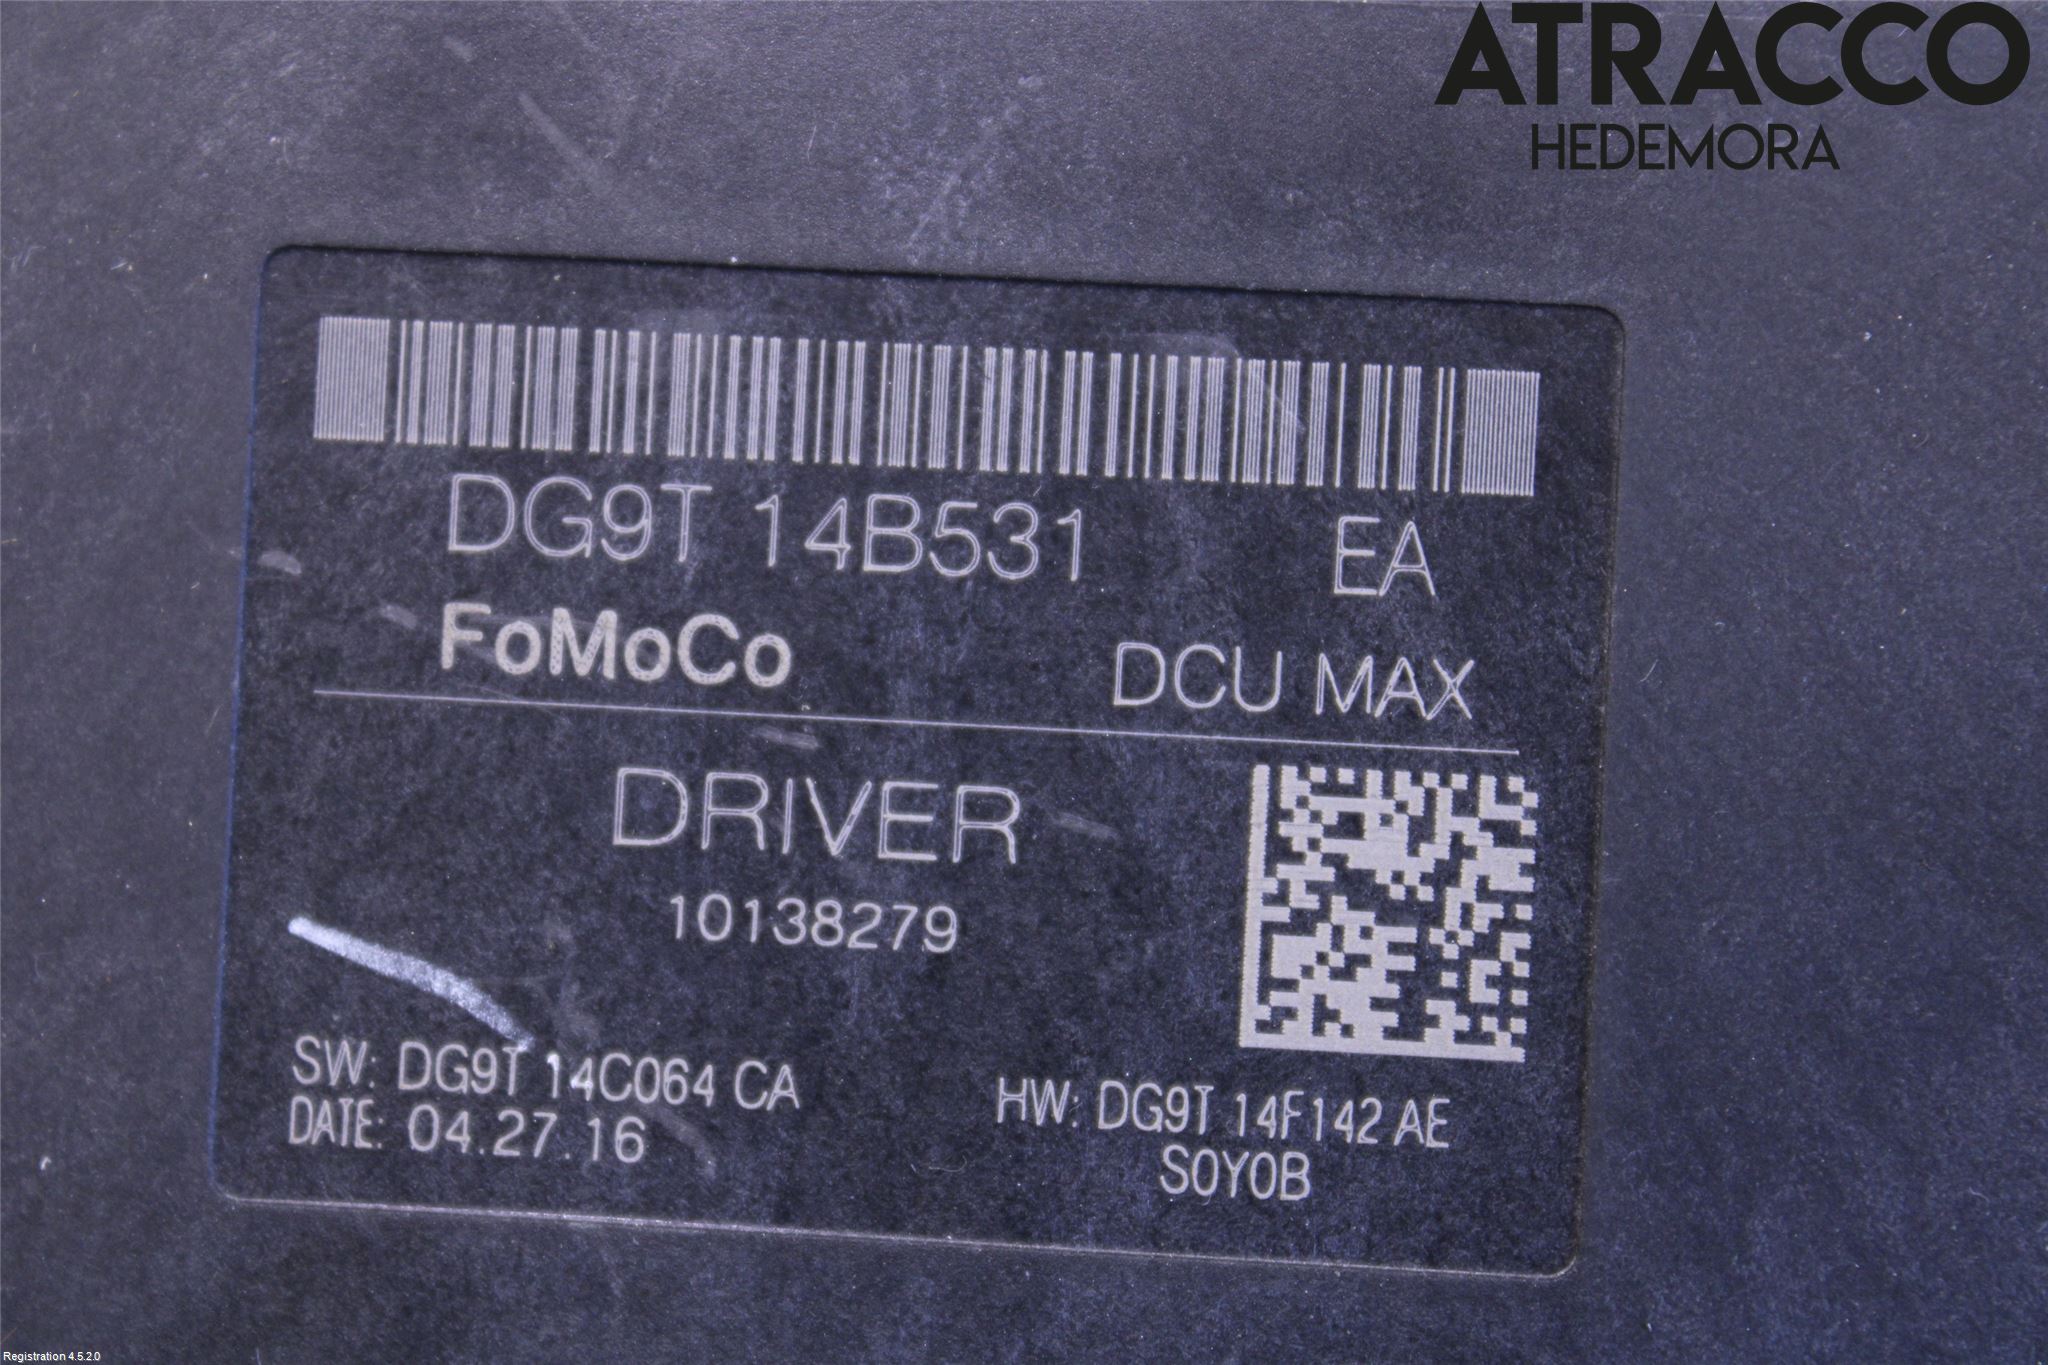 ATRACCO
HEDEMORA
DG9T 14B531 EA
FoMoCo DCU MAX
DRIVER
10138279
SW: DG9T 14C064 CA
HW: DG9T 14F142 AE
DATE: 04.27.16
S0Y0B
Registration 4.5.2.0